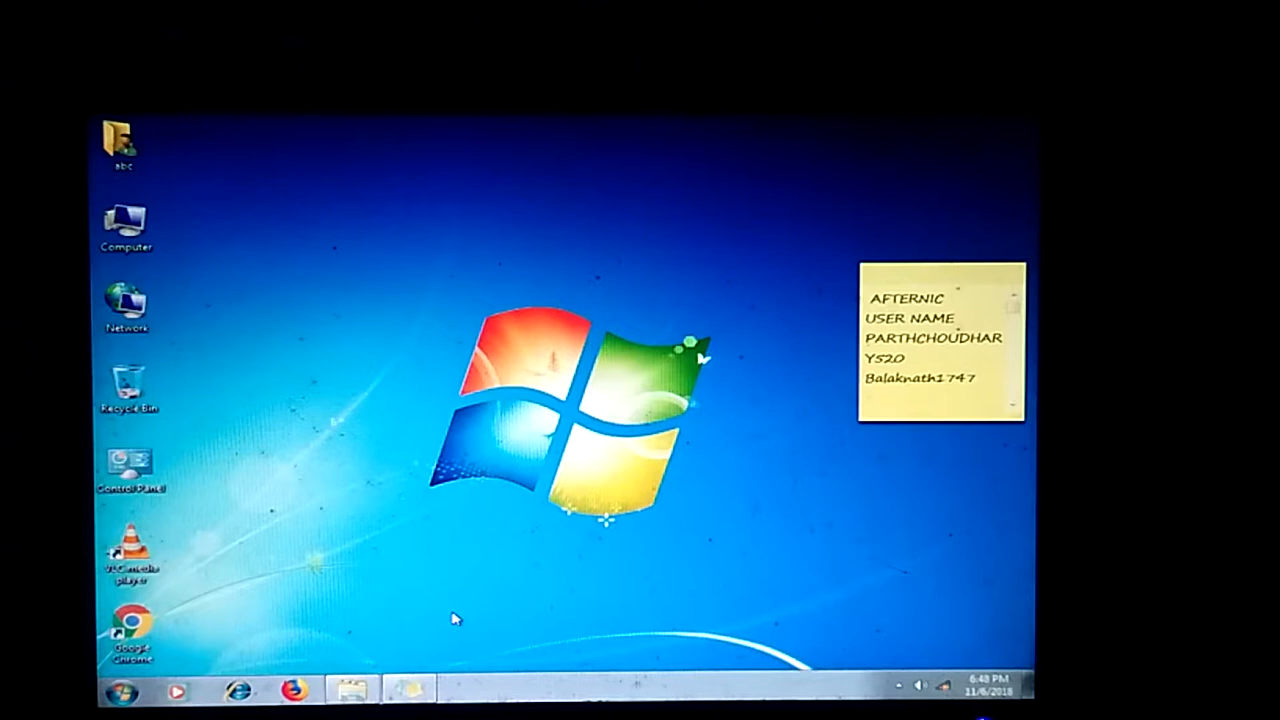 abc
Computer
Network
Recycle Bin
Control Panel
VLC media
player
Google
Chrome
AFTERNIC
USER NAME
PARTHCHOUDHAR
Y520
Balaknath1747
6:48 PM
11/6/2018